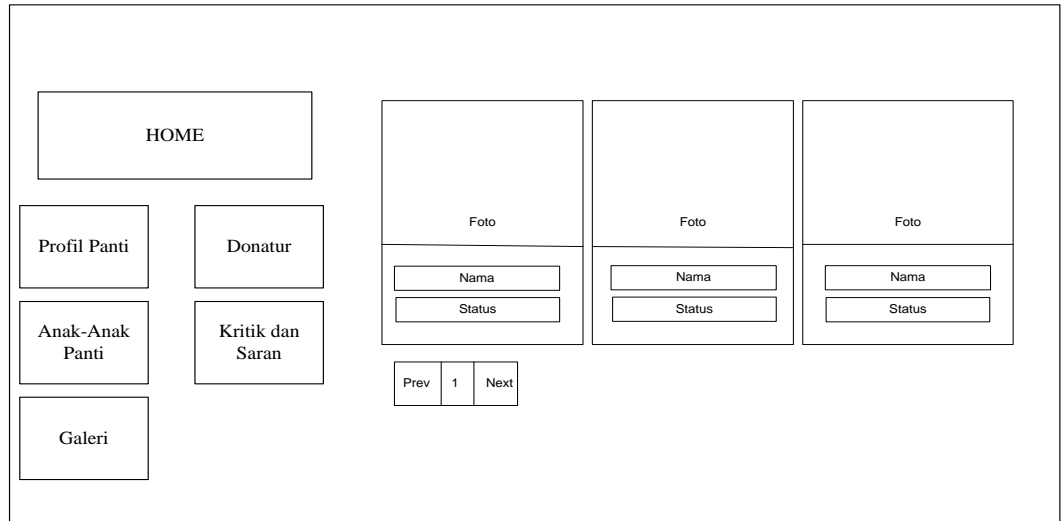 HOME
Profil Panti
Donatur
Anak-Anak
Panti
Kritik dan
Saran
Galeri
Foto
Nama
Status
Foto
Nama
Status
Foto
Nama
Status
Prev 1 Next